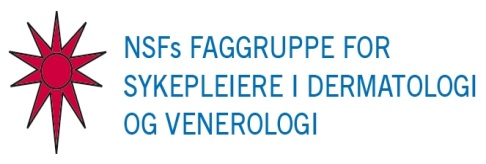 NSFs FAGGRUPPE FOR
SYKEPLEIERE I DERMATOLOGI
OG VENEROLOGI